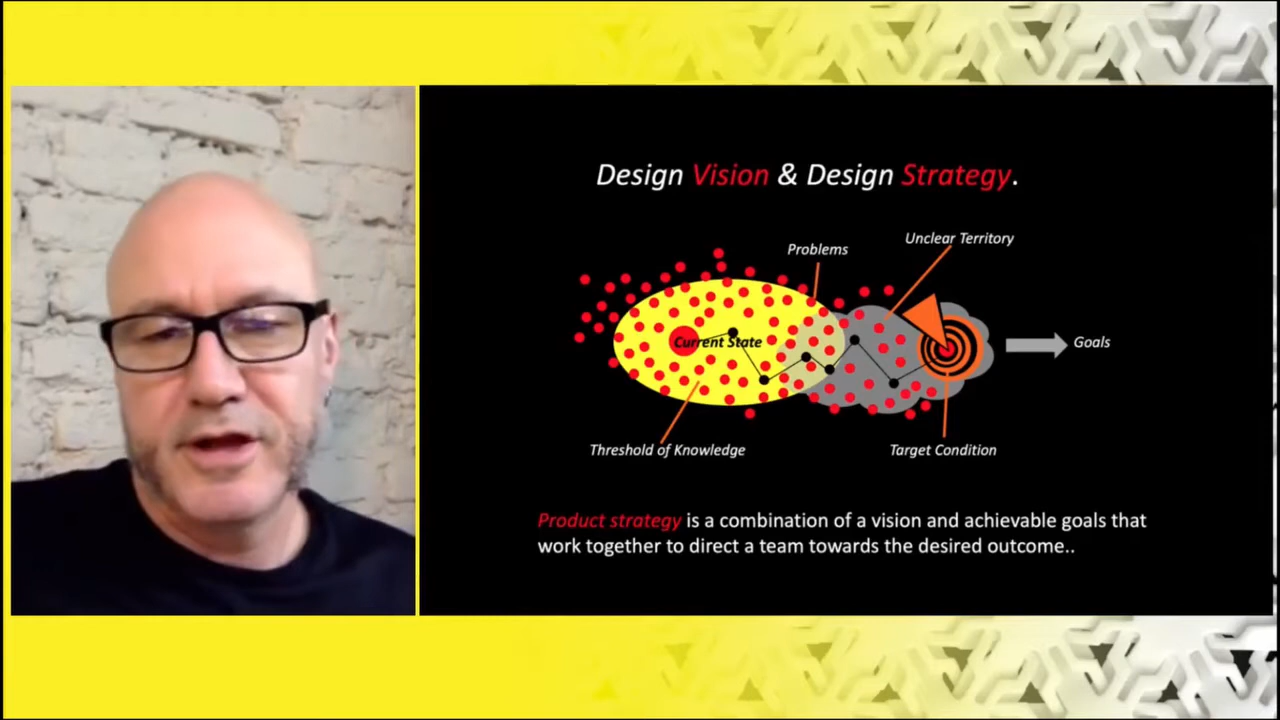 Design Vision & Design Strategy.
Unclear Territory
Problems
Current State
Goals
Threshold of Knowledge
Target Condition
Product strategy is a combination of a vision and achievable goals that
work together to direct a team towards the desired outcome..